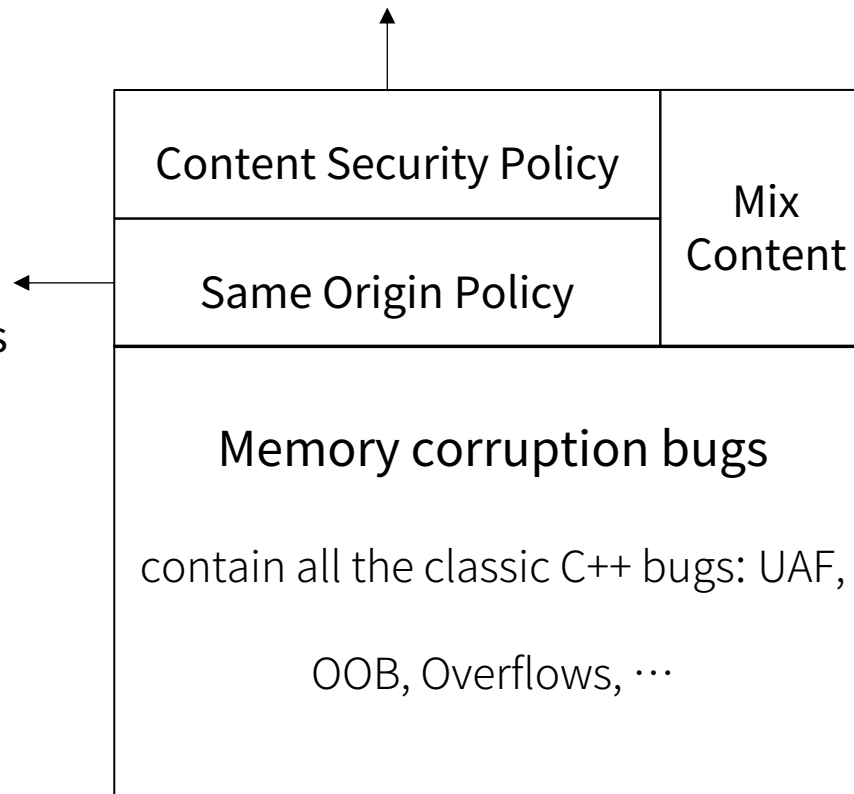 Content Security Policy
Mix
Content
Same Origin Policy
s
Memory corruption bugs
contain all the classic C++ bugs: UAF,
OOB, Overflows, …